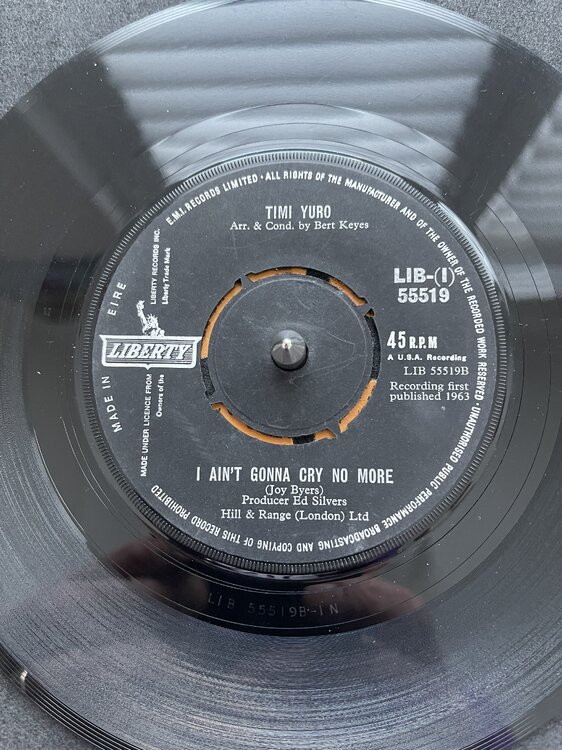 E.M.I. RECORDS LIMITED • ALL RIGHTS OF THE MANUFACTURER AND OF THE OWNER OF THE RECORDED WORK RESERVED • UNAUTHORISED PUBLIC PERFORMANCE BROADCASTING AND COPYING OF THIS RECORD PROHIBITED
TIMI YURO
Arr. & Cond. by Bert Keyes
LIB-(I)
55519
45 R.P.M
A U.S.A. Recording
LIB 55519B
Recording first
published 1963
MADE IN EIRE
LIBERTY RECORDS INC.
Liberty Trade Mark
LIBERTY
MADE UNDER LICENCE FROM
Owners of the
I AIN'T GONNA CRY NO MORE
(Joy Byers)
Producer Ed Silvers
Hill & Range (London) Ltd
LIB 55519B-1N